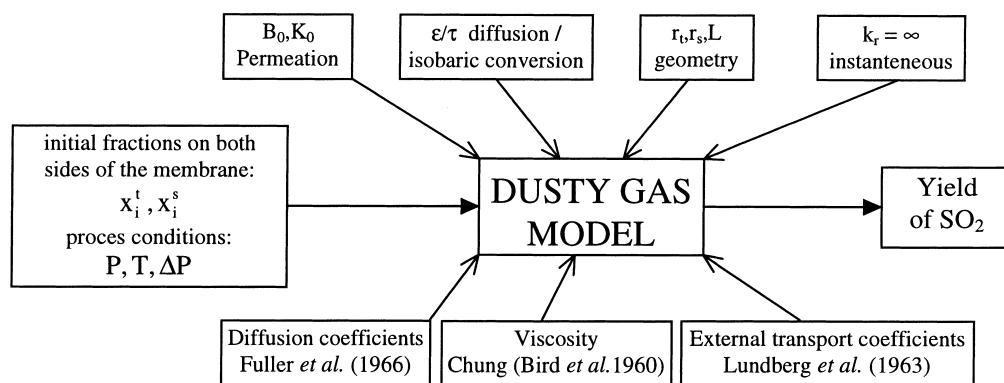 B₀,K₀
Permeation
ε/τ diffusion /
isobaric conversion
rₜ,rₛ,L
geometry
kᵣ = ∞
instanteneous
initial fractions on both
sides of the membrane:
xᵢᵗ , xᵢˢ
proces conditions:
P, T, ΔP
DUSTY GAS
MODEL
Yield
of SO₂
Diffusion coefficients
Fuller et al. (1966)
Viscosity
Chung (Bird et al.1960)
External transport coefficients
Lundberg et al. (1963)